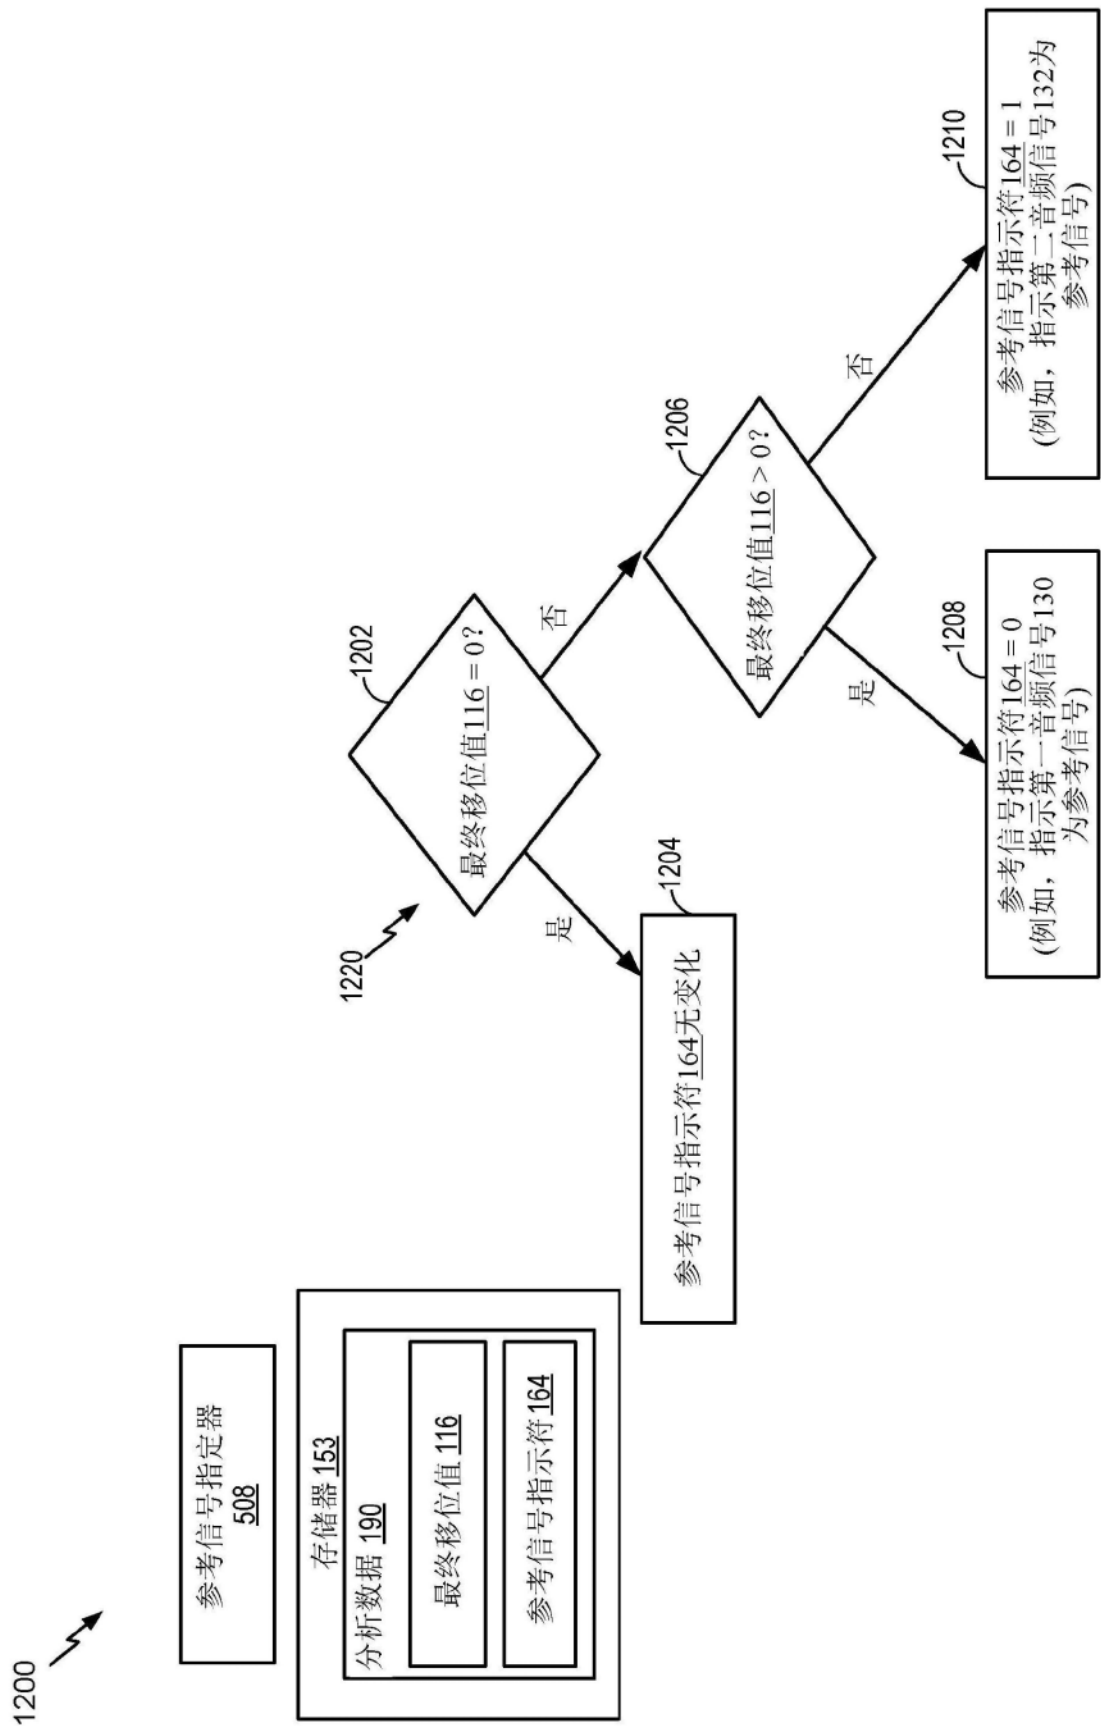 1200
参考信号指定器
508
存储器 153
分析数据 190
最终移位值 116
参考信号指示符 164
1220
最终移位值116 = 0?
1202
是
否
参考信号指示符164无变化
1204
最终移位值116 > 0?
1206
是
否
参考信号指示符164 = 0
(例如，指示第一音频信号130
为参考信号)
1208
参考信号指示符164 = 1
(例如，指示第二音频信号132为
参考信号)
1210